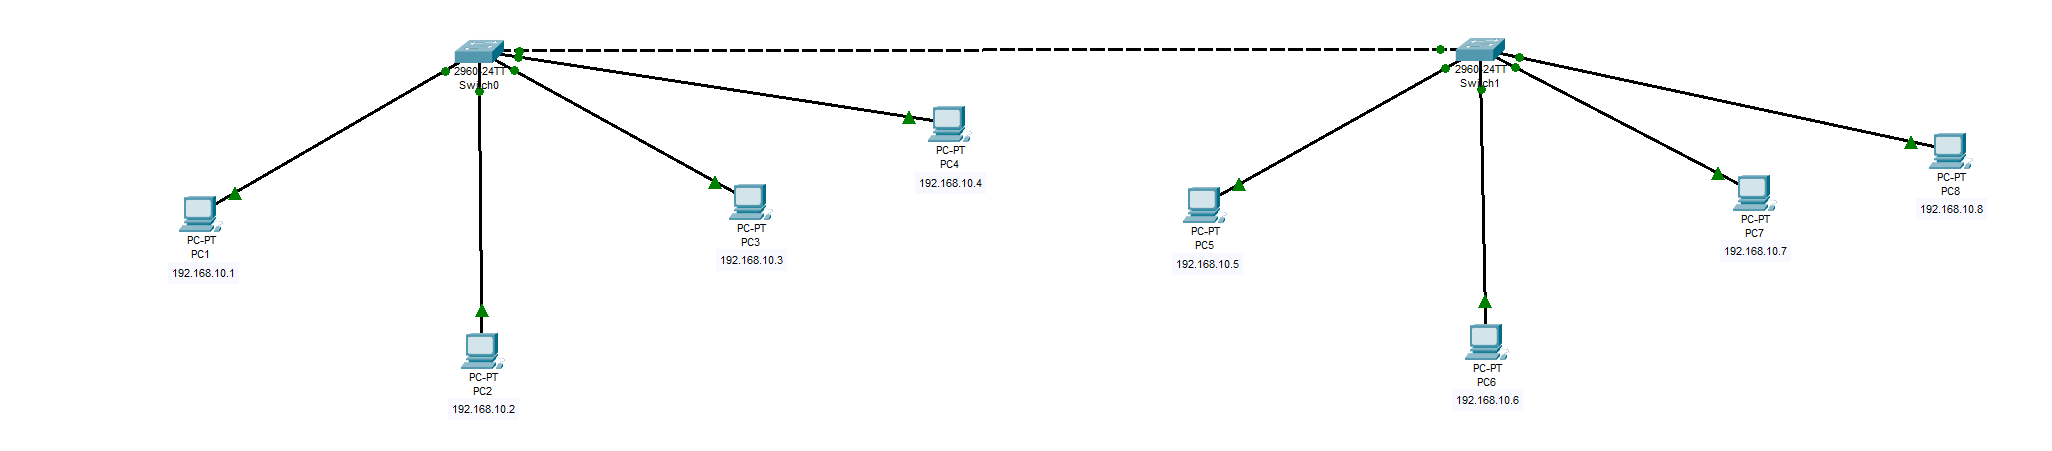 2960-24TT
Switch0
2960-24TT
Switch1
PC-PT
PC4
192.168.10.4
PC-PT
PC8
192.168.10.8
PC-PT
PC3
192.168.10.3
PC-PT
PC7
192.168.10.7
PC-PT
PC1
192.168.10.1
PC-PT
PC5
192.168.10.5
PC-PT
PC2
192.168.10.2
PC-PT
PC6
192.168.10.6